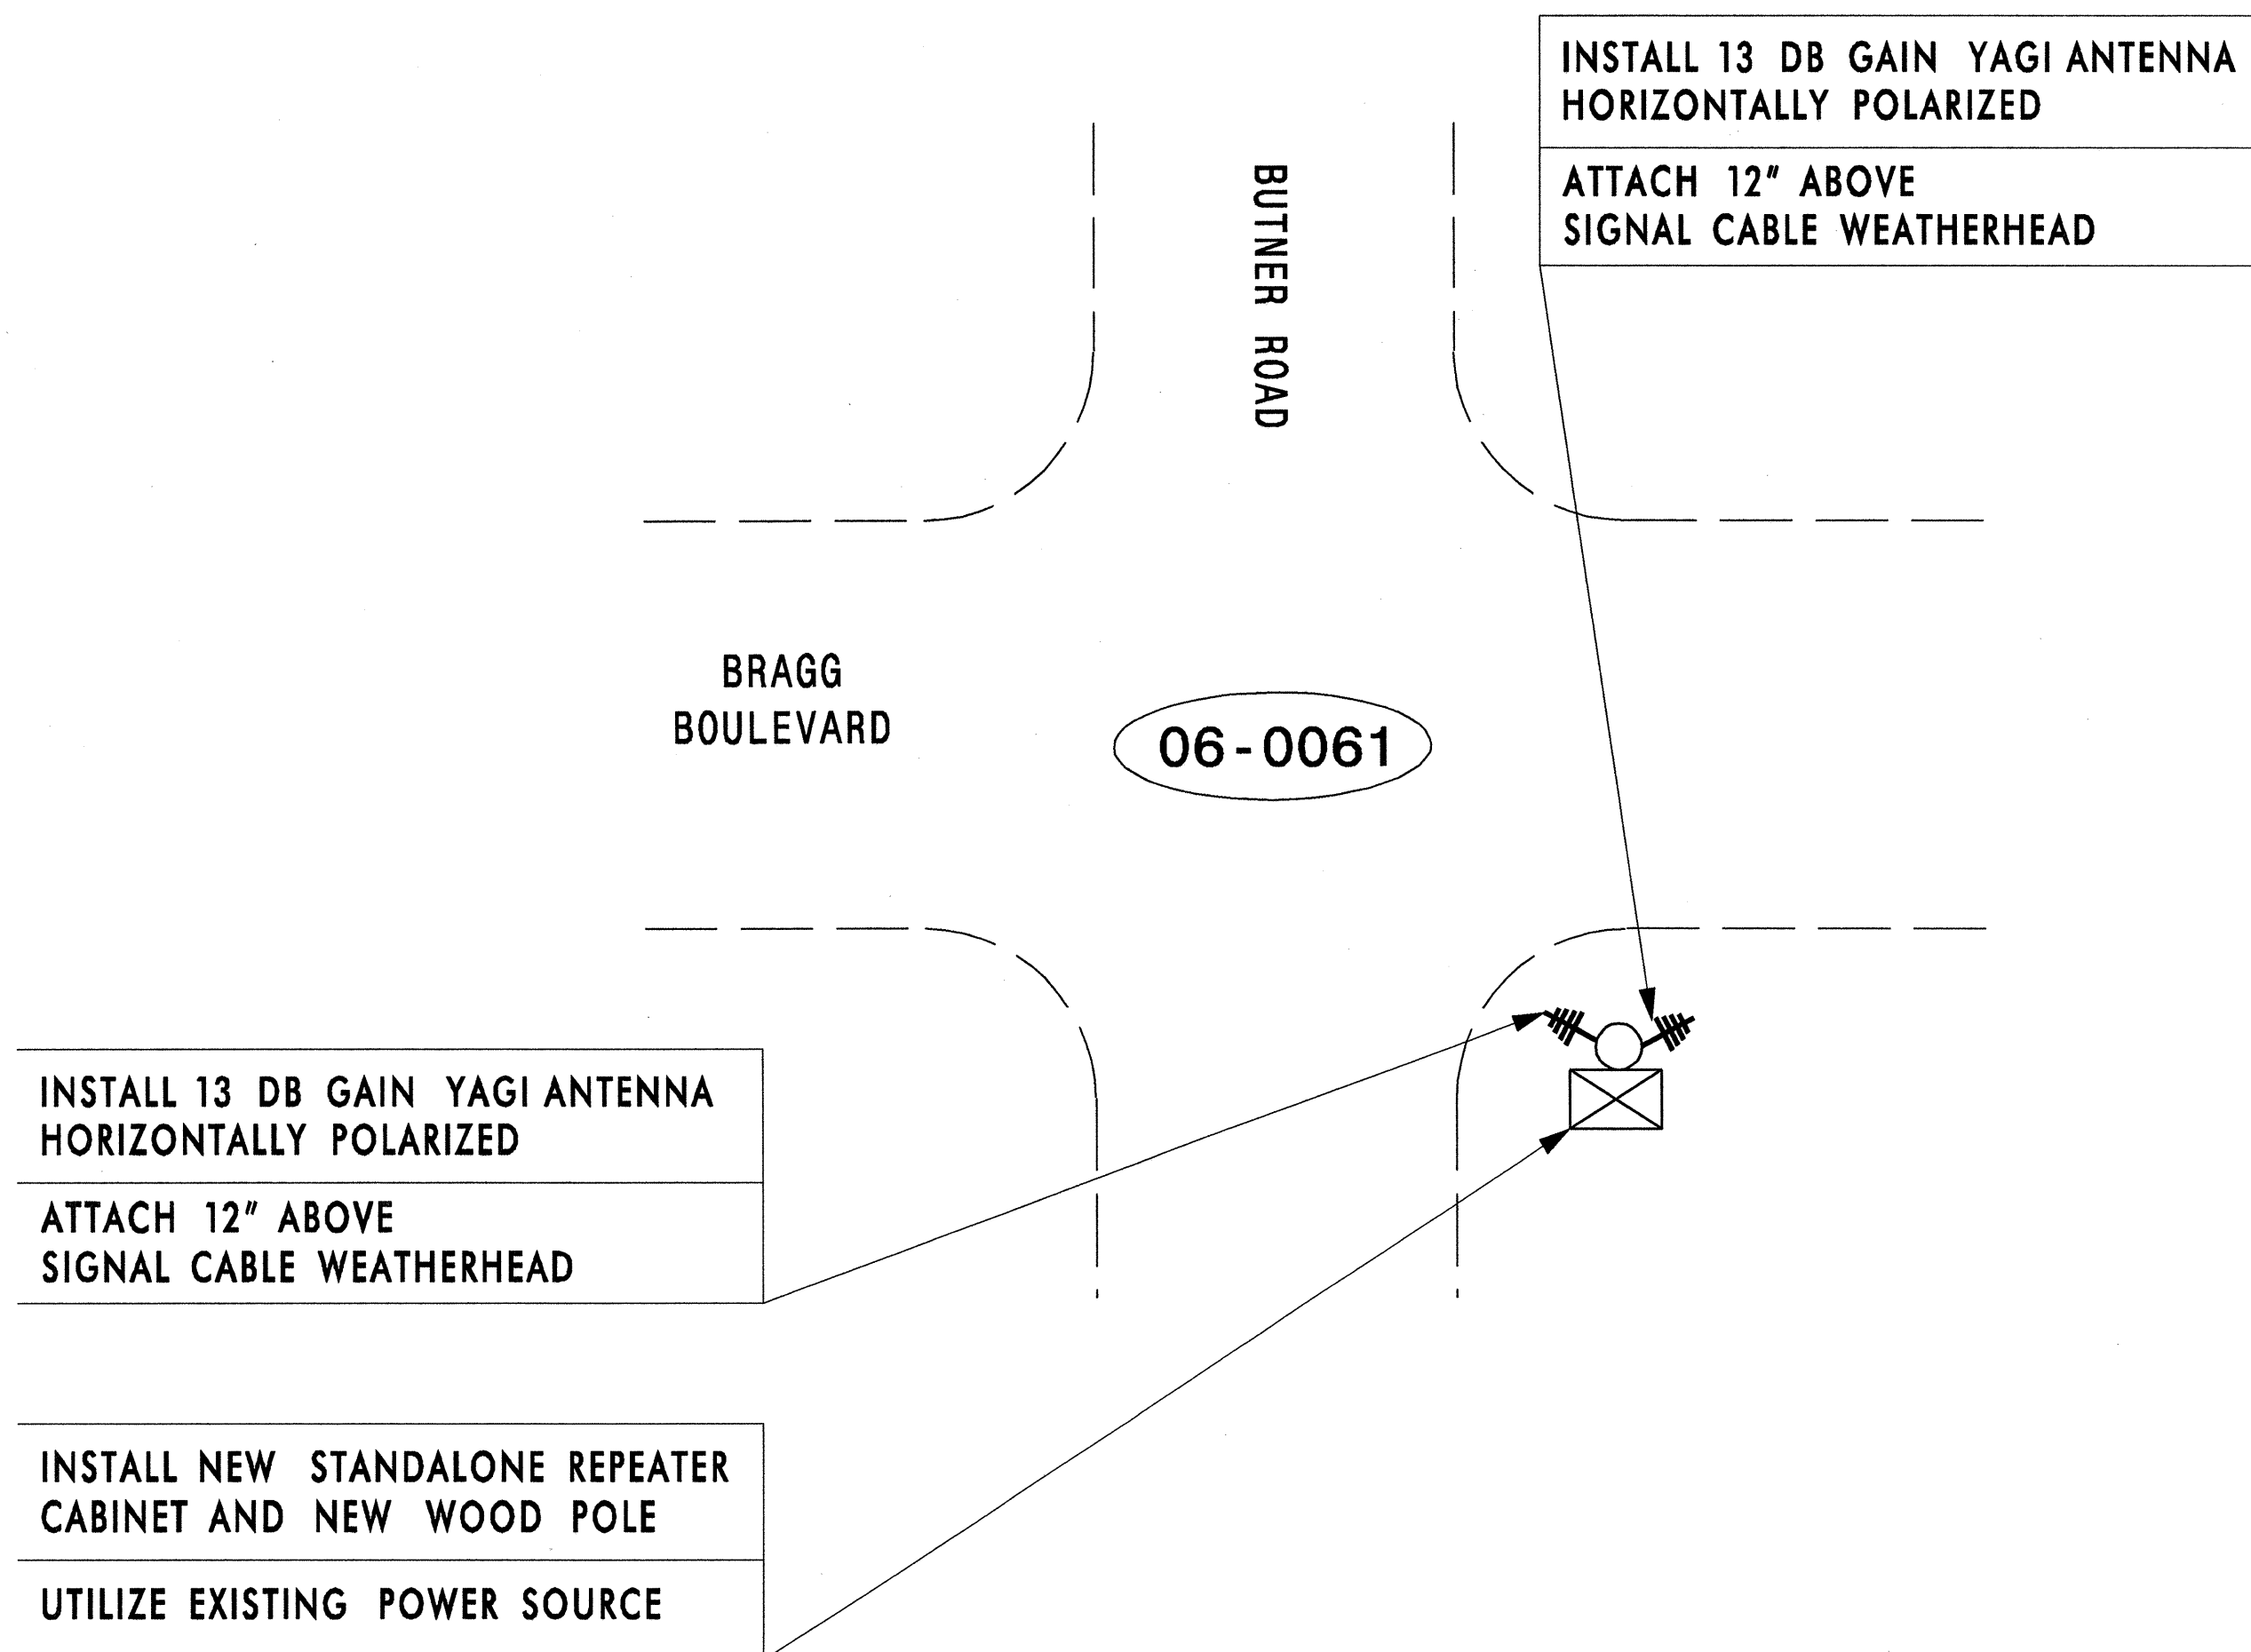 INSTALL 13 DB GAIN YAGI ANTENNA
HORIZONTALLY POLARIZED
ATTACH 12" ABOVE
SIGNAL CABLE WEATHERHEAD
BUTNER ROAD
BRAGG
BOULEVARD
06-0061
INSTALL 13 DB GAIN YAGI ANTENNA
HORIZONTALLY POLARIZED
ATTACH 12" ABOVE
SIGNAL CABLE WEATHERHEAD
INSTALL NEW STANDALONE REPEATER
CABINET AND NEW WOOD POLE
UTILIZE EXISTING POWER SOURCE